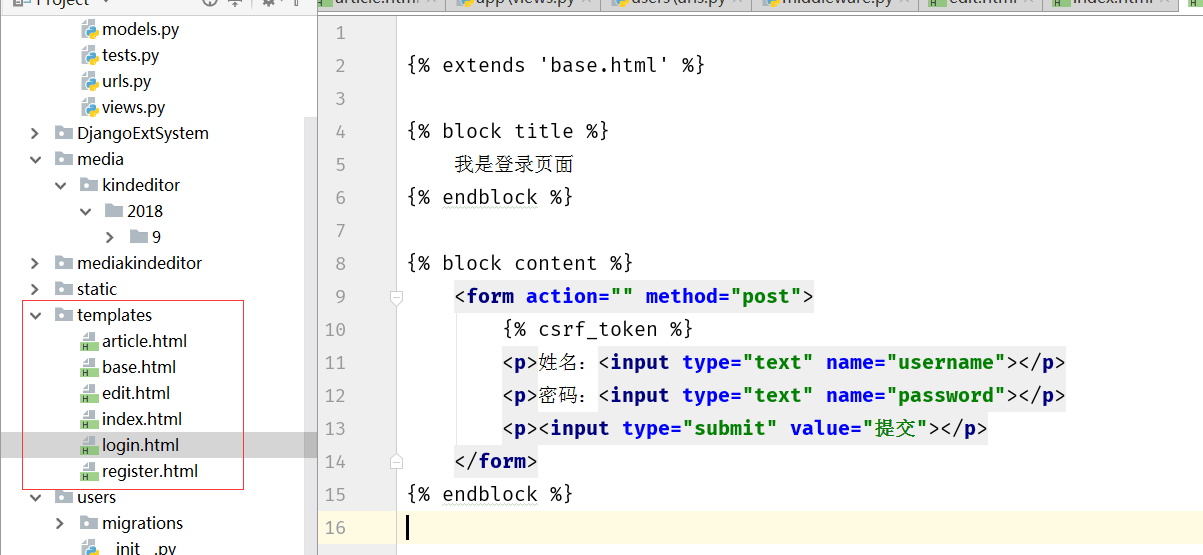 Project
article.html
app\views.py
users\urls.py
middleware.py
edit.html
index.html
models.py
tests.py
urls.py
views.py
DjangoExtSystem
media
kindeditor
2018
9
mediakindeditor
static
templates
article.html
base.html
edit.html
index.html
login.html
register.html
users
migrations
__init__.py
1
2 {% extends 'base.html' %}
3
4 {% block title %}
5 我是登录页面
6 {% endblock %}
7
8 {% block content %}
9 <form action="" method="post">
10 {% csrf_token %}
11 <p>姓名：<input type="text" name="username"></p>
12 <p>密码：<input type="text" name="password"></p>
13 <p><input type="submit" value="提交"></p>
14 </form>
15 {% endblock %}
16